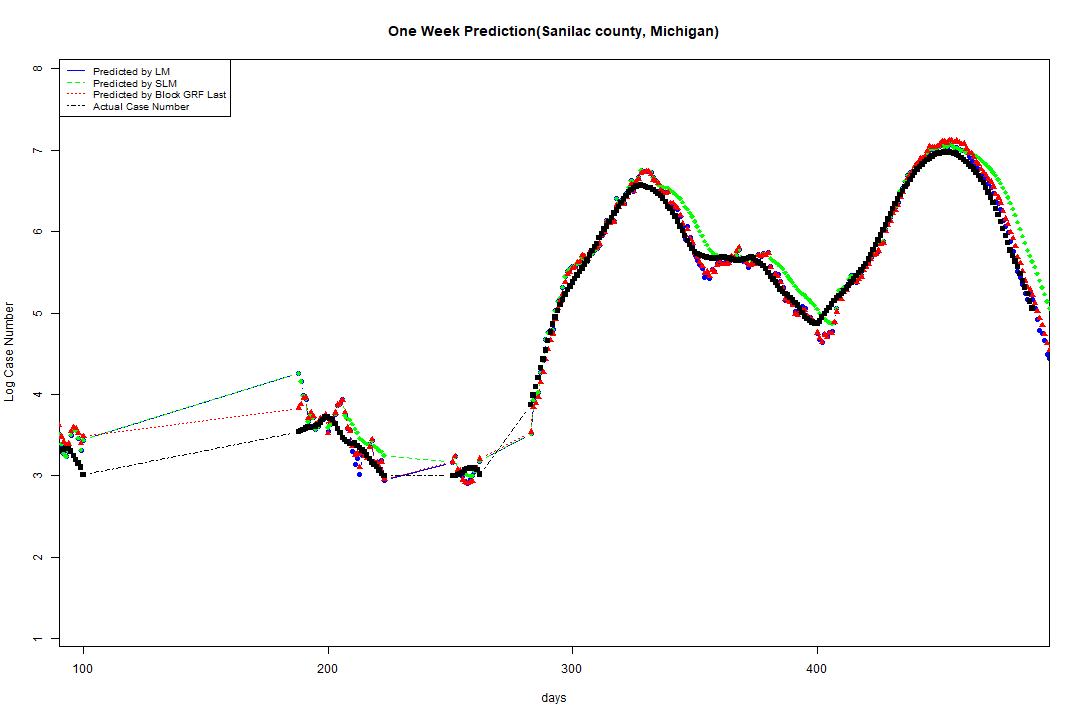 One Week Prediction(Sanilac county, Michigan)
Predicted by LM
Predicted by SLM
Predicted by Block GRF Last
Actual Case Number
8
7
6
5
4
3
2
1
Log Case Number
100 200 300 400
days